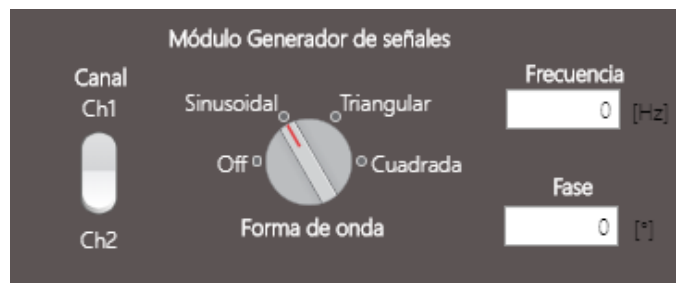 Módulo Generador de señales
Canal
Ch1
Ch2
Sinusoidal
Triangular
Off
Cuadrada
Forma de onda
Frecuencia
0 [Hz]
Fase
0 [°]